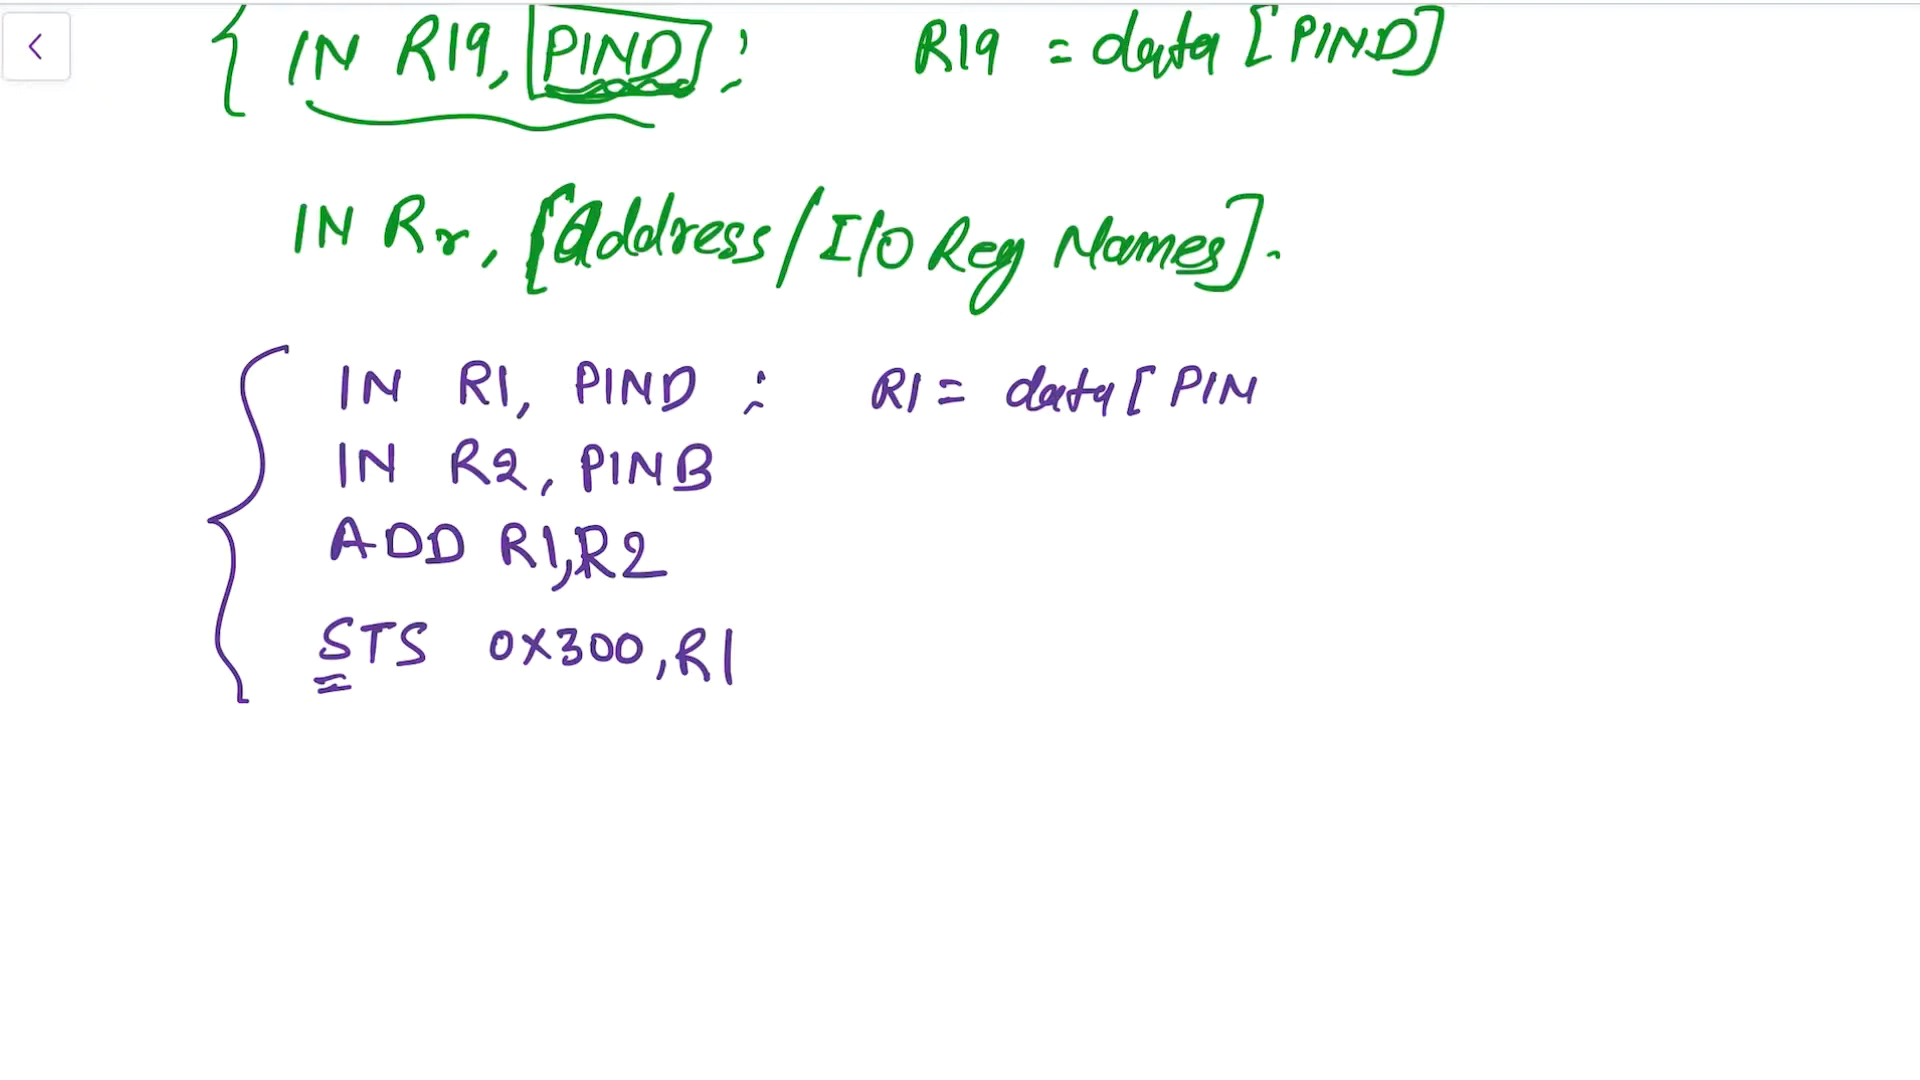 { IN R19, [PIND] ; R19 = data [PIND]
IN Rr, [address/I/O Reg Names].
IN R1, PIND ; R1 = data [ PIN
IN R2, PINB
ADD R1,R2
STS 0x300,R1